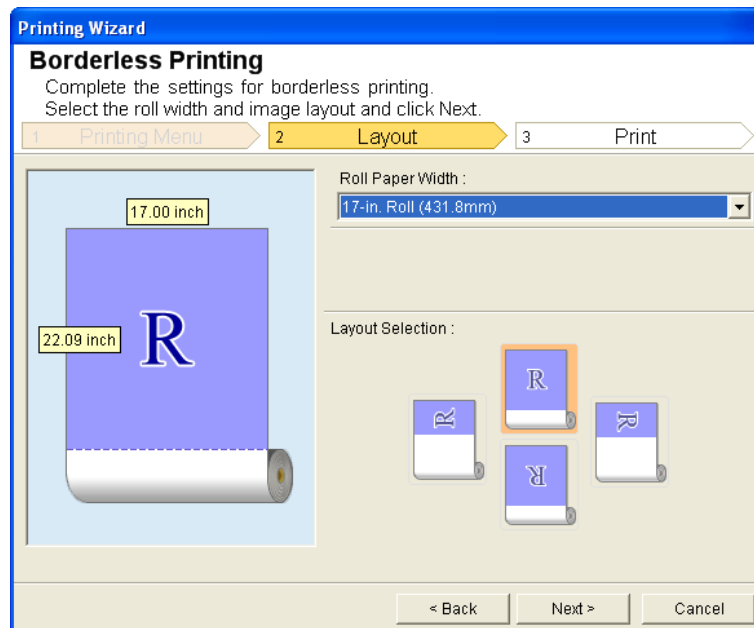 Printing Wizard
Borderless Printing
Complete the settings for borderless printing.
Select the roll width and image layout and click Next.
1 Printing Menu 2 Layout 3 Print
Roll Paper Width :
17-in. Roll (431.8mm)
17.00 inch
22.09 inch
R
Layout Selection :
R
R
R
R
< Back Next > Cancel